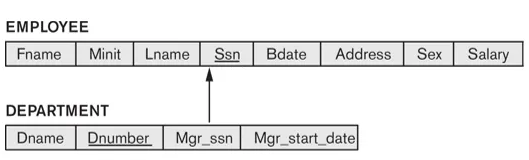 EMPLOYEE
Fname Minit Lname Ssn Bdate Address Sex Salary
DEPARTMENT
Dname Dnumber Mgr_ssn Mgr_start_date